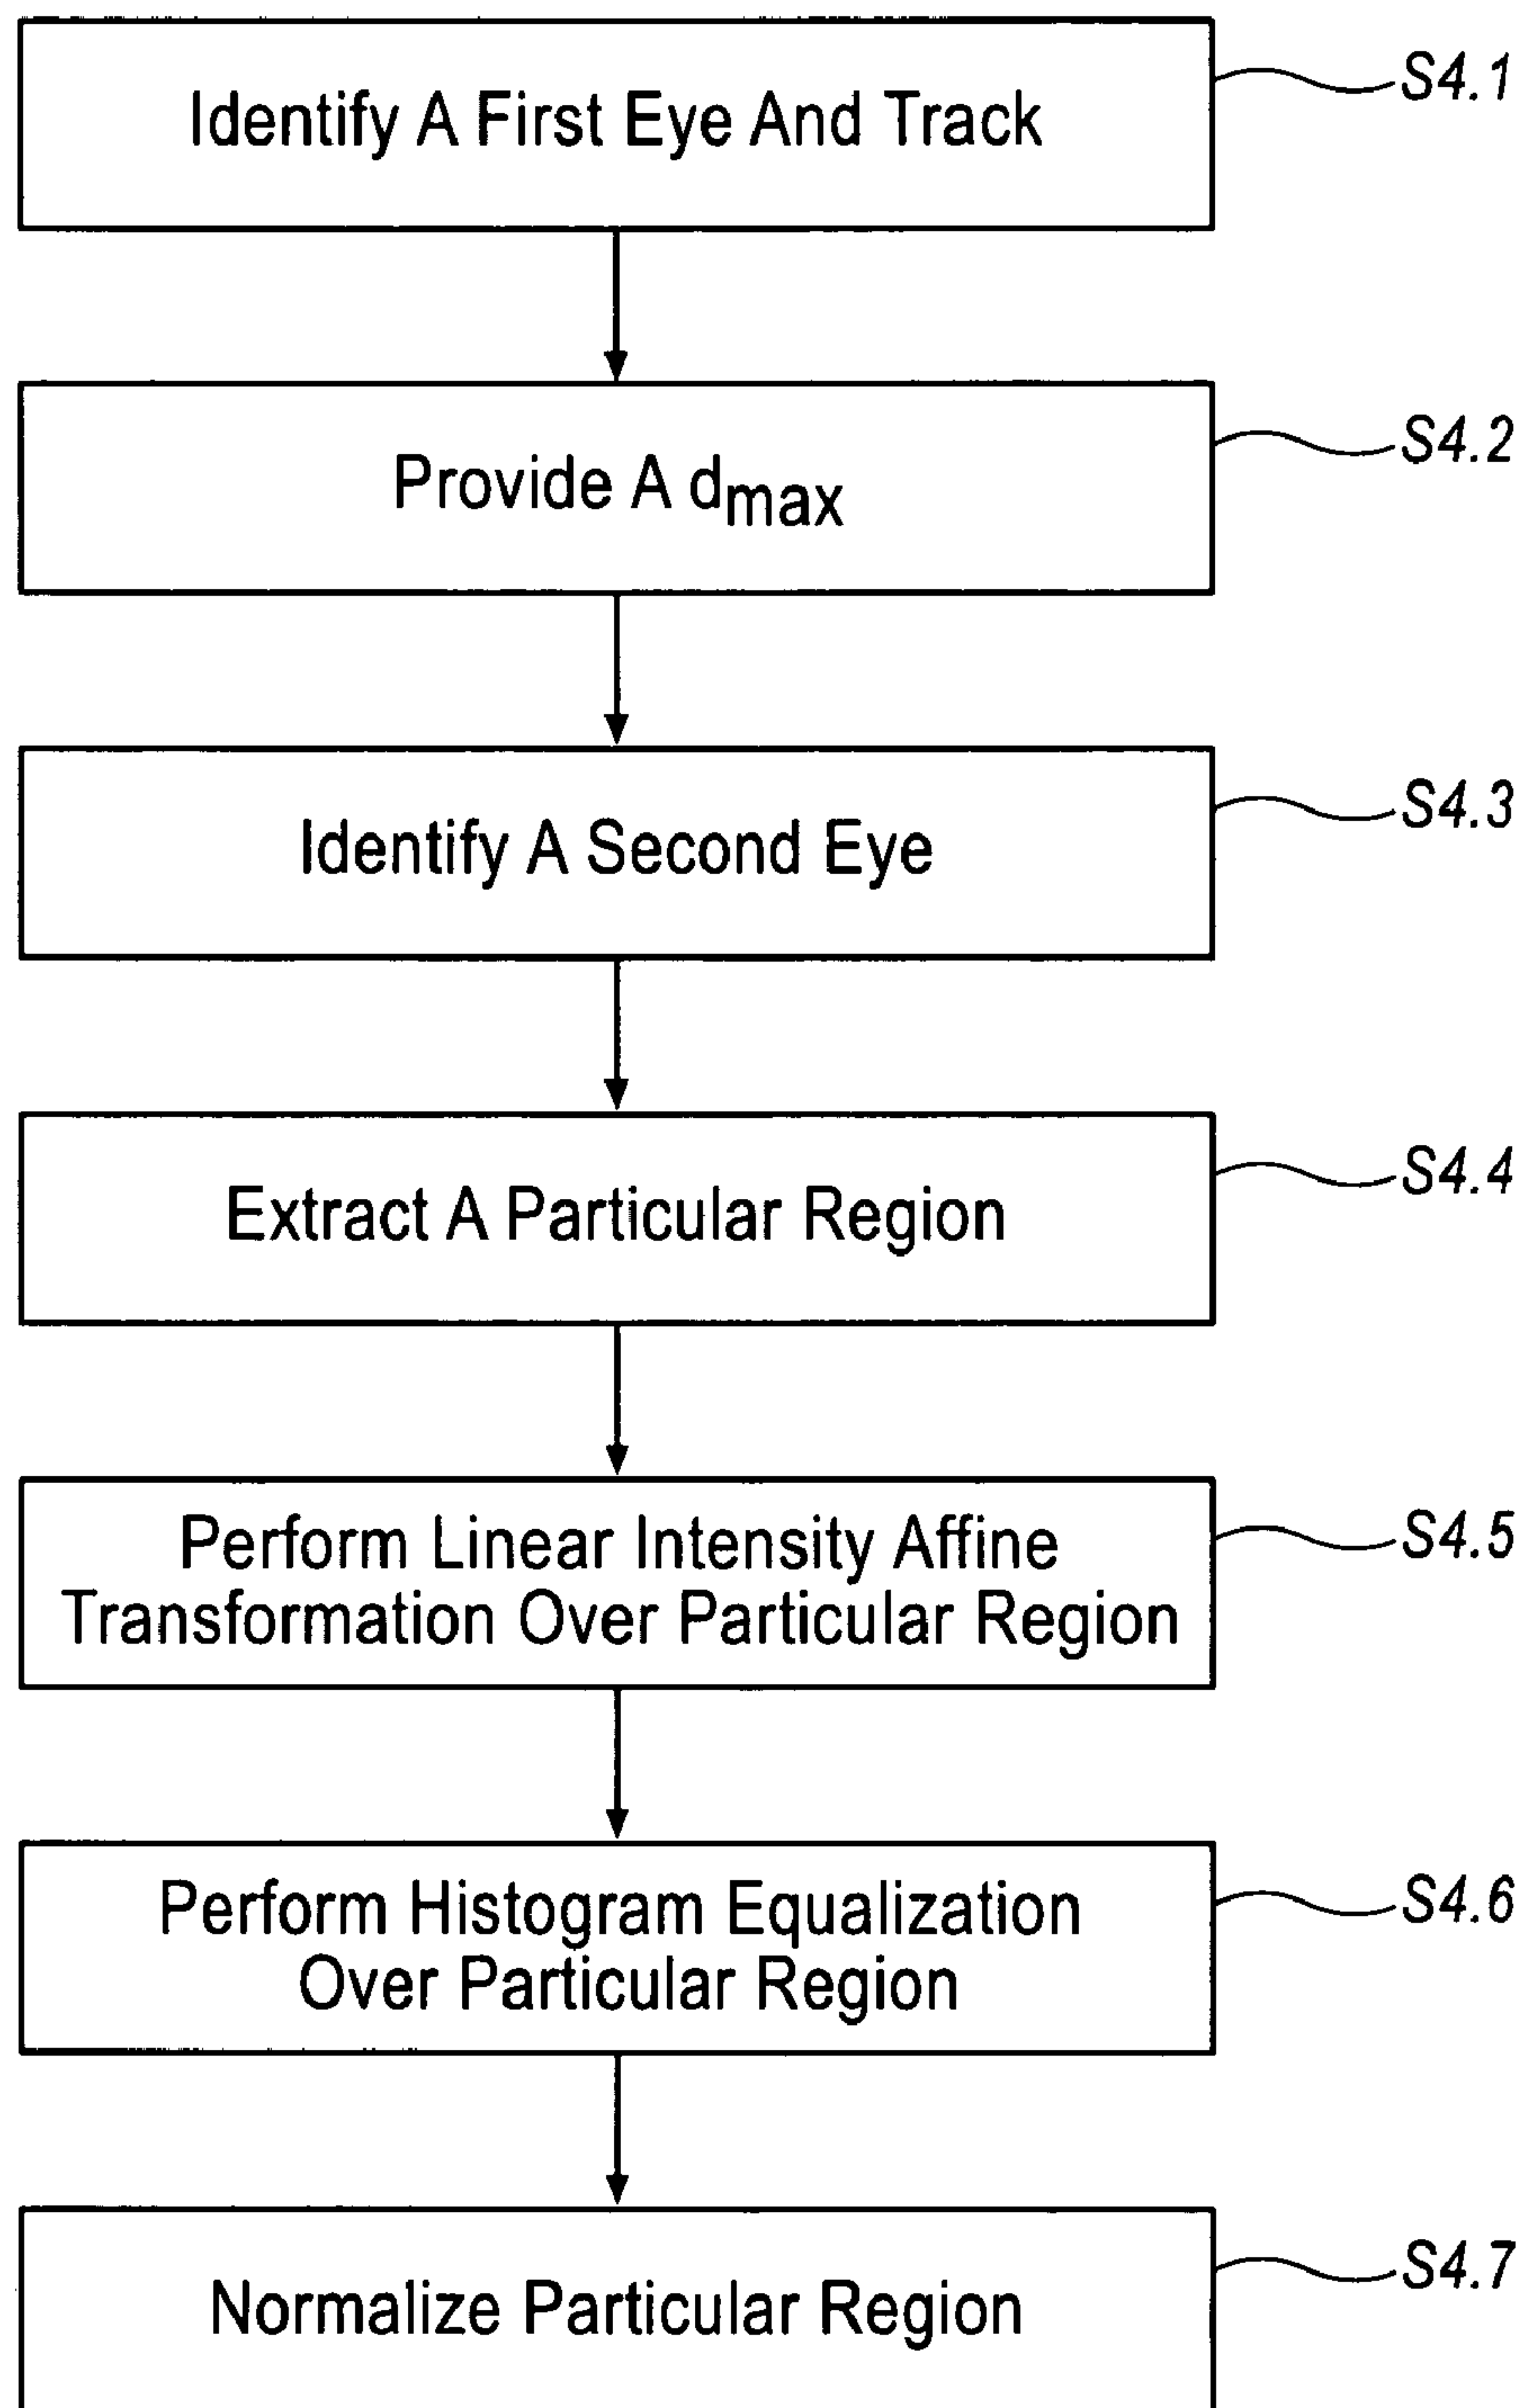 Identify A First Eye And Track
S4.1
Provide A dmax
S4.2
Identify A Second Eye
S4.3
Extract A Particular Region
S4.4
Perform Linear Intensity Affine
Transformation Over Particular Region
S4.5
Perform Histogram Equalization
Over Particular Region
S4.6
Normalize Particular Region
S4.7